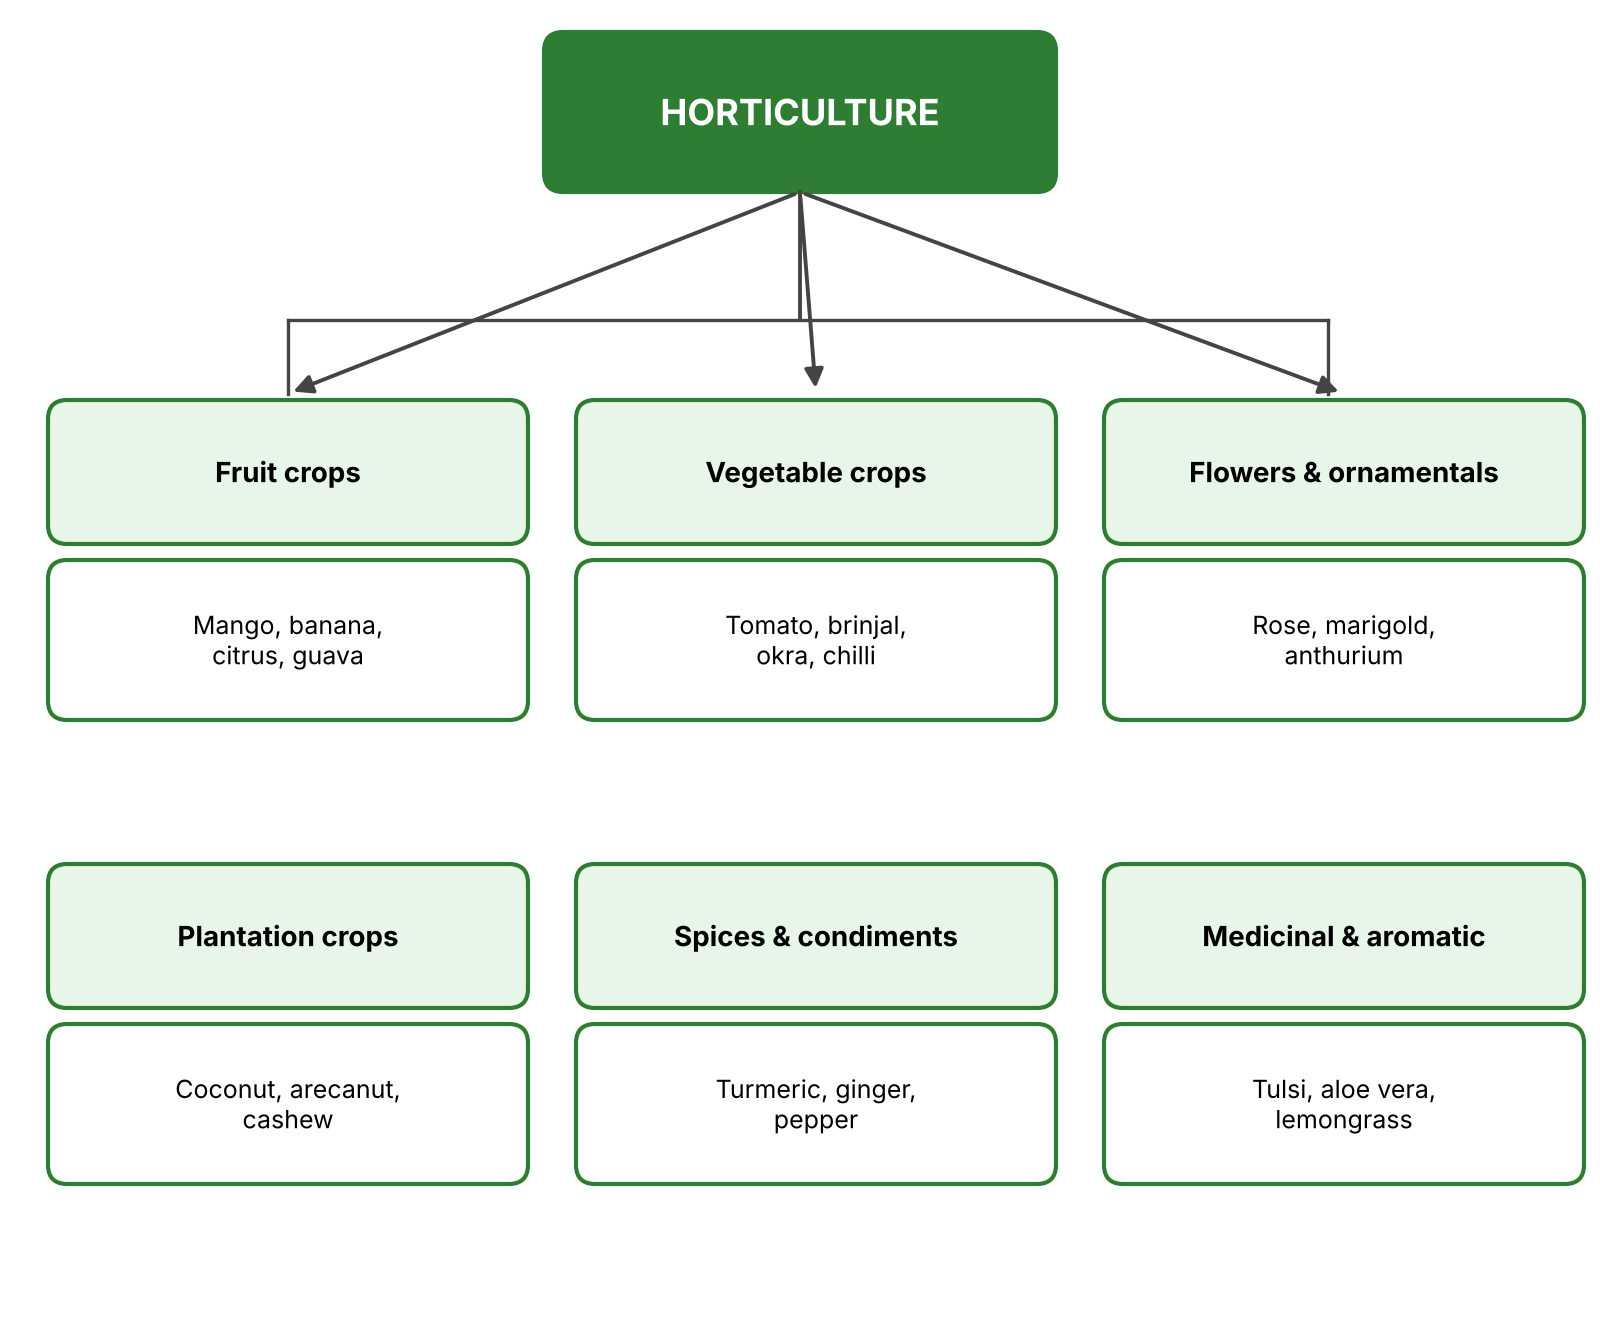 HORTICULTURE
Fruit crops
Vegetable crops
Flowers & ornamentals
Mango, banana,
citrus, guava
Tomato, brinjal,
okra, chilli
Rose, marigold,
anthurium
Plantation crops
Spices & condiments
Medicinal & aromatic
Coconut, arecanut,
cashew
Turmeric, ginger,
pepper
Tulsi, aloe vera,
lemongrass